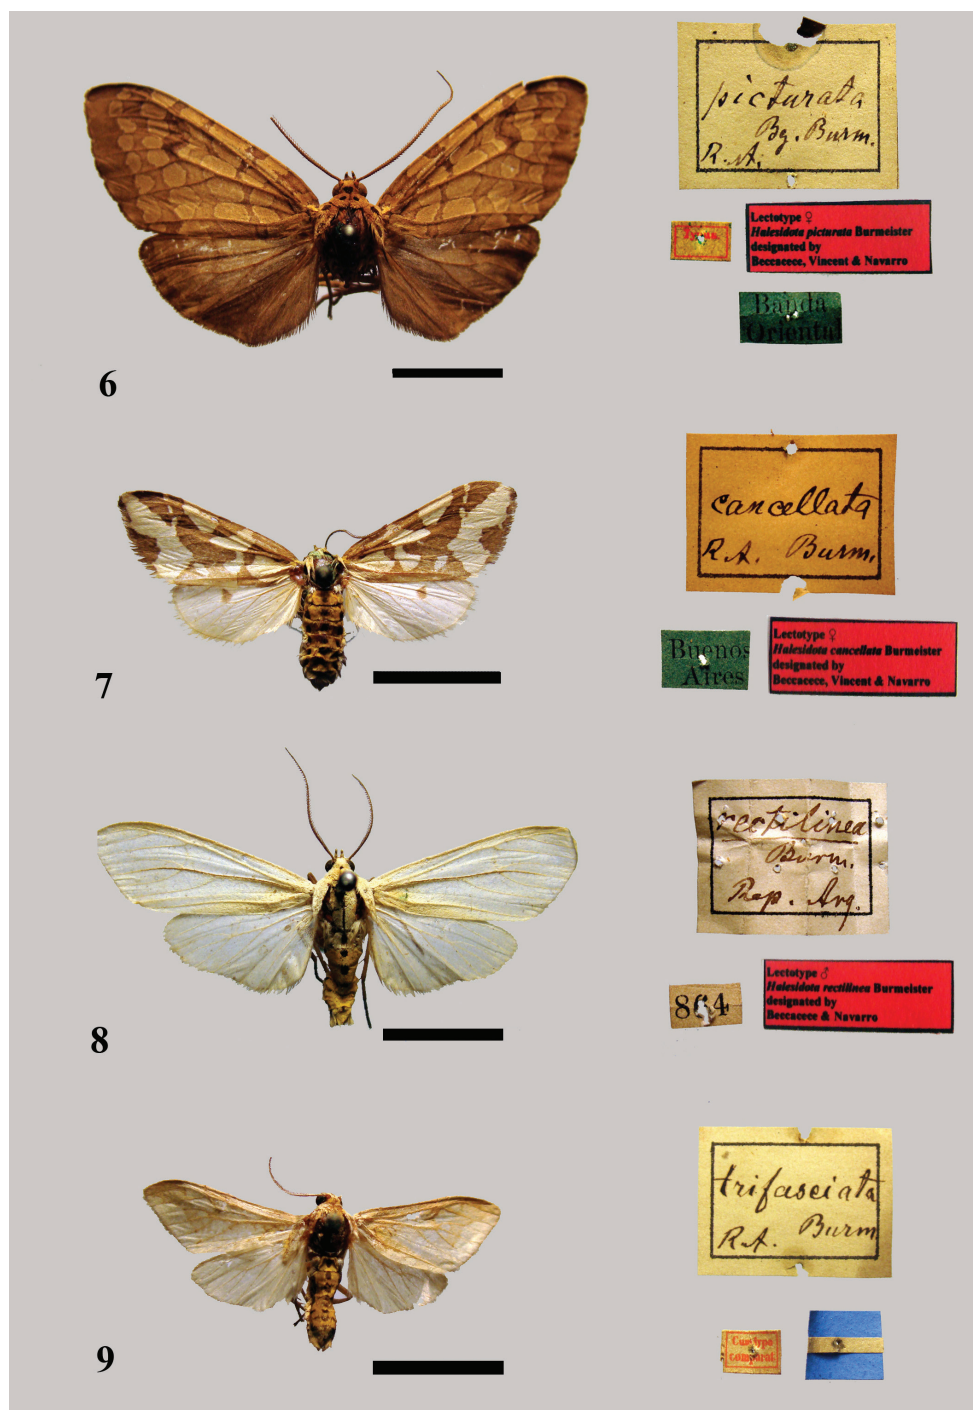 picturata
Bg. Burm.
R. A.
Typus
Lectotype ♀
Halesidota picturata Burmeister
designated by
Beccacece, Vincent & Navarro
Banda
Oriental
6
cancellata
R. A. Burm.
Buenos
Aires
Lectotype ♀
Halesidota cancellata Burmeister
designated by
Beccacece, Vincent & Navarro
7
rectilinea
Burm.
Rep. Arg.
864
Lectotype ♂
Halesidota rectilinea Burmeister
designated by
Beccacece & Navarro
8
trifasciata
R. A. Burm
comparat
9